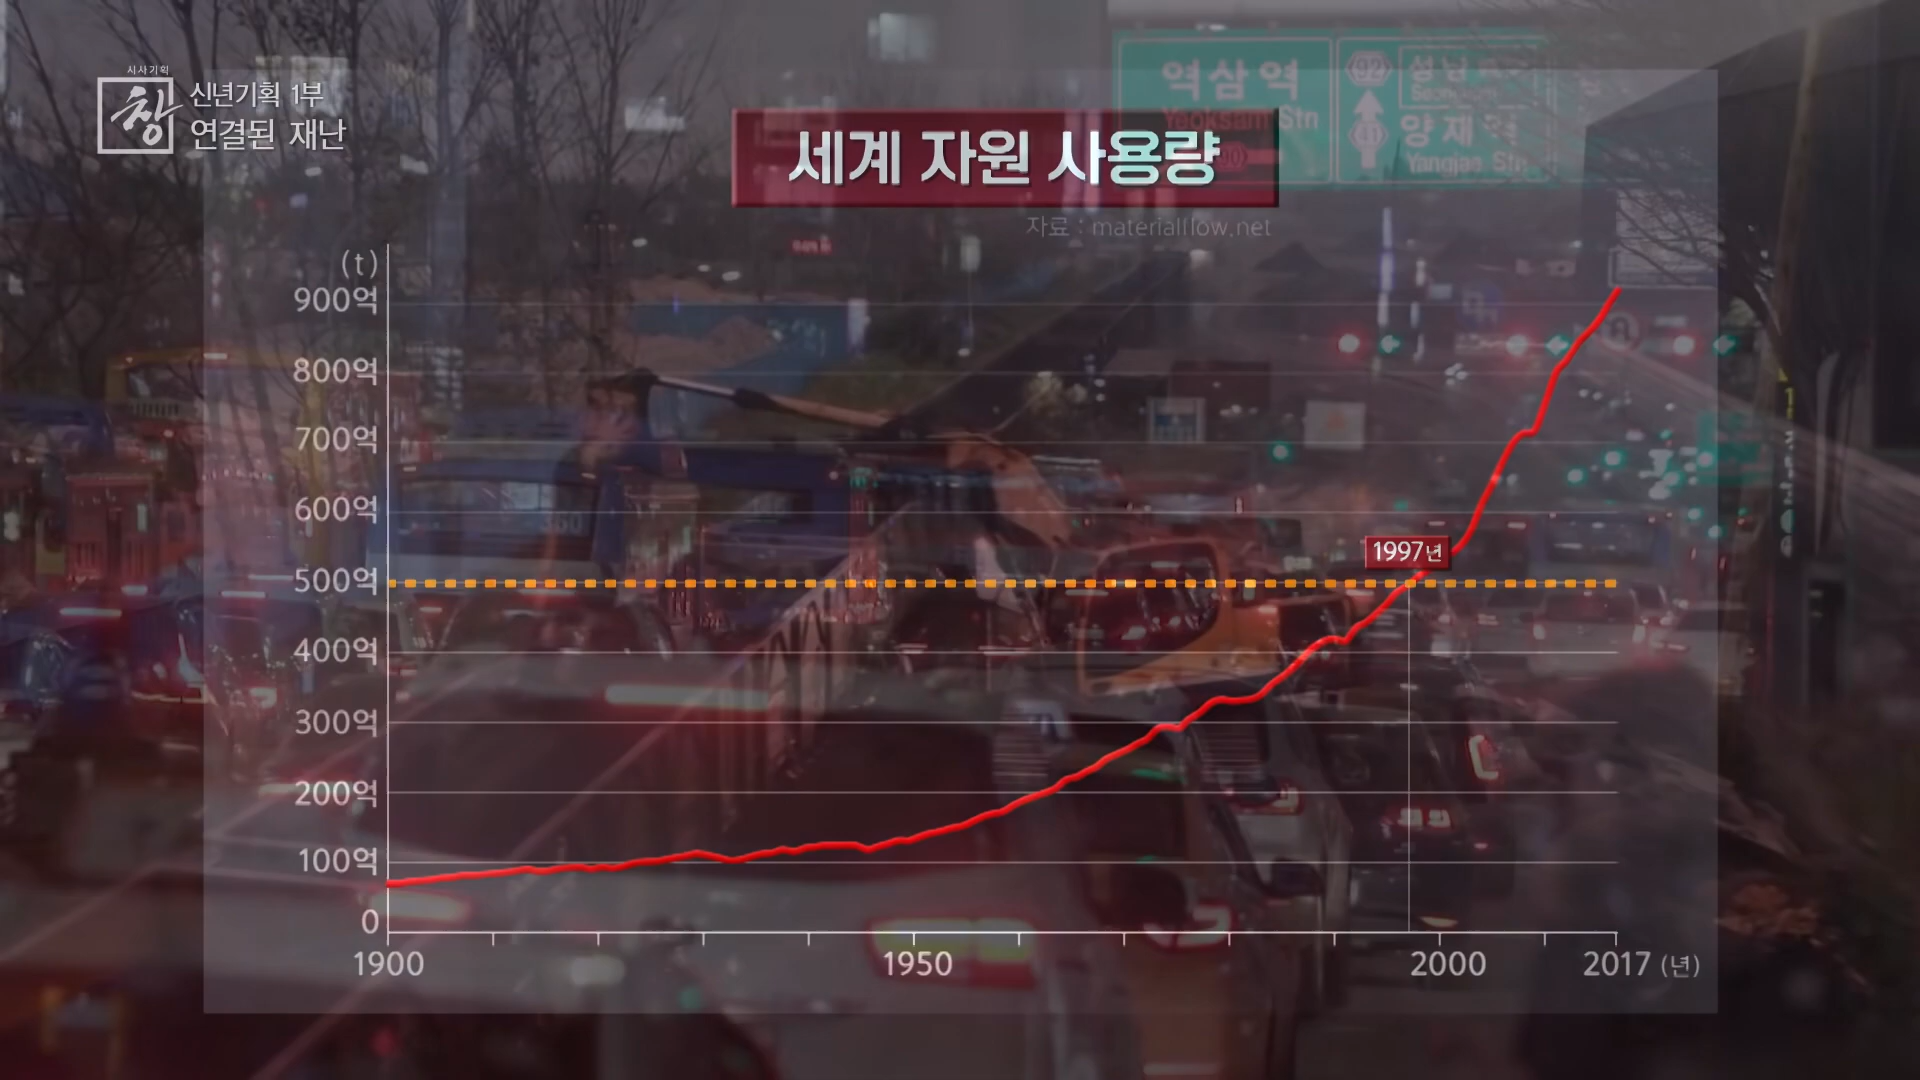 시사기획
창
신년기획 1부
연결된 재난
역삼역
Yeoksam Stn
92
성남
Seongnam
41
양재역
Yangjae Stn
세계 자원 사용량
자료 : materialflow.net
(t)
900억
800억
700억
600억
500억
400억
300억
200억
100억
0
1997년
1900
1950
2000
2017 (년)
360